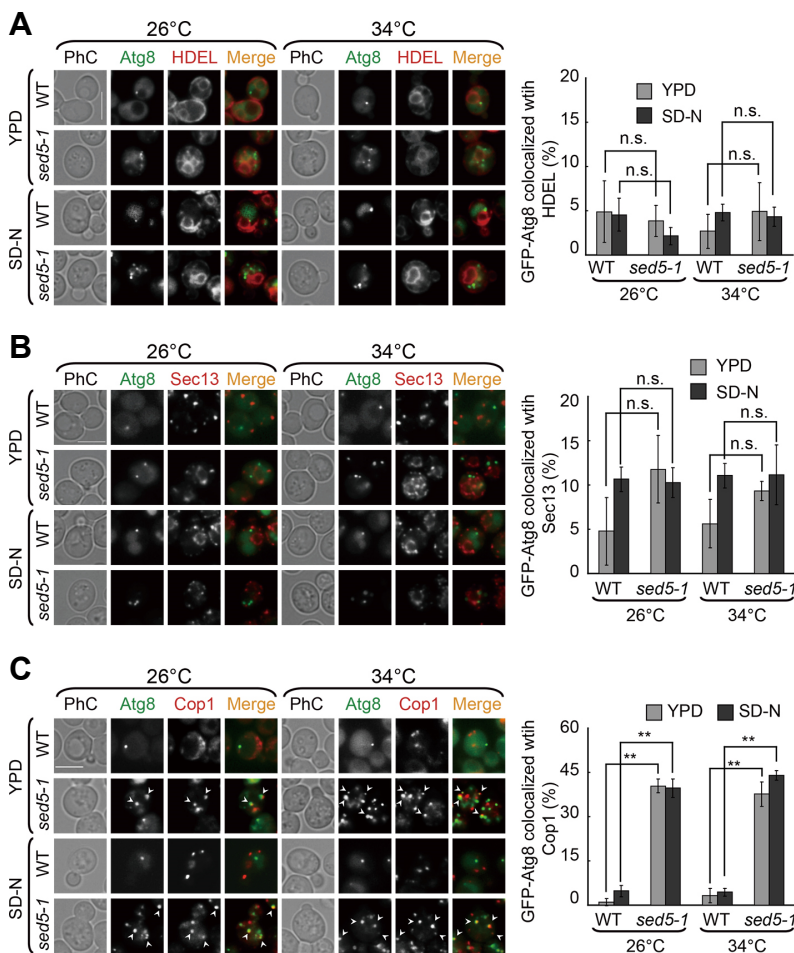 A
26°C 34°C
PhC Atg8 HDEL Merge PhC Atg8 HDEL Merge
YPD
WT
sed5-1
SD-N
WT
sed5-1
GFP-Atg8 colocalized wtih
HDEL (%)
20
15
10
5
0
YPD
SD-N
n.s.
n.s.
n.s.
n.s.
WT sed5-1 WT sed5-1
26°C 34°C
B
26°C 34°C
PhC Atg8 Sec13 Merge PhC Atg8 Sec13 Merge
YPD
WT
sed5-1
SD-N
WT
sed5-1
GFP-Atg8 colocalized wtih
Sec13 (%)
20
15
10
5
0
YPD
SD-N
n.s.
n.s.
n.s.
n.s.
WT sed5-1 WT sed5-1
26°C 34°C
C
26°C 34°C
PhC Atg8 Cop1 Merge PhC Atg8 Cop1 Merge
YPD
WT
sed5-1
SD-N
WT
sed5-1
GFP-Atg8 colocalized wtih
Cop1 (%)
60
45
30
15
0
YPD SD-N
** **
** **
WT sed5-1 WT sed5-1
26°C 34°C